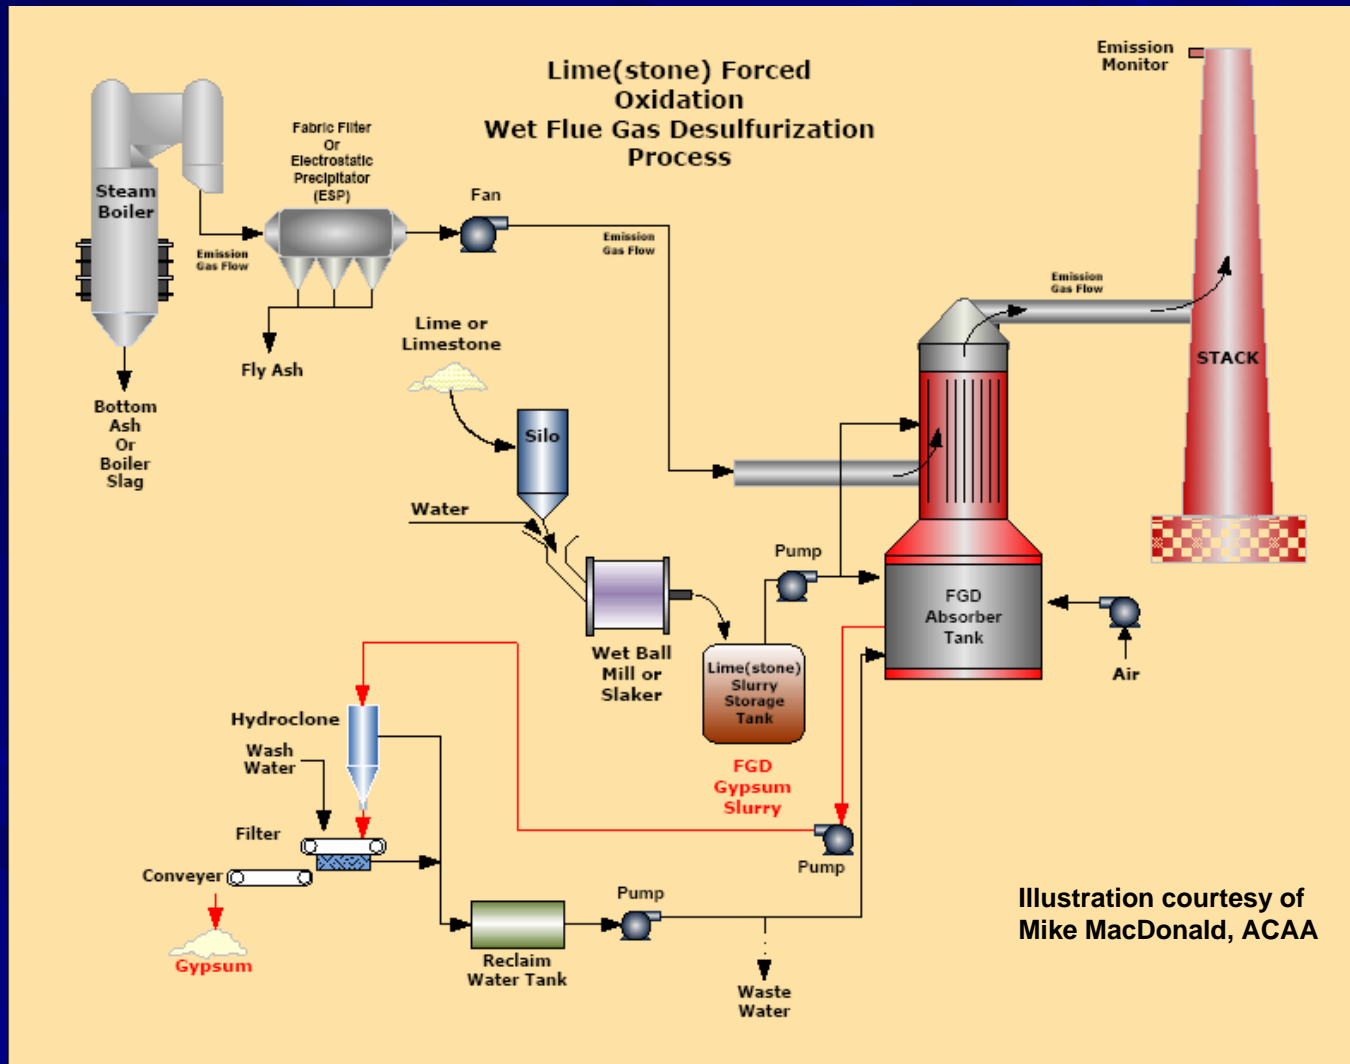 Lime(stone) Forced
Oxidation
Wet Flue Gas Desulfurization
Process
Emission
Monitor
Steam
Boiler
Fabric Filter
Or
Electrostatic
Precipitator
(ESP)
Fan
Emission
Gas Flow
Emission
Gas Flow
Emission
Gas Flow
STACK
Fly Ash
Bottom
Ash
Or
Boiler
Slag
Lime or
Limestone
Silo
Water
Wet Ball
Mill or
Slaker
Pump
Lime(stone)
Slurry
Storage
Tank
FGD
Absorber
Tank
Air
FGD
Gypsum
Slurry
Pump
Hydroclone
Wash
Water
Filter
Conveyer
Gypsum
Reclaim
Water Tank
Pump
Waste
Water
Illustration courtesy of
Mike MacDonald, ACAA